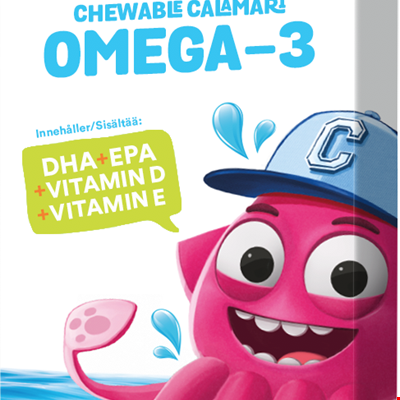 CHEWABLE CALAMARI
OMEGA-3
Innehåller/Sisältää:
DHA+EPA
+VITAMIN D
+VITAMIN E
C